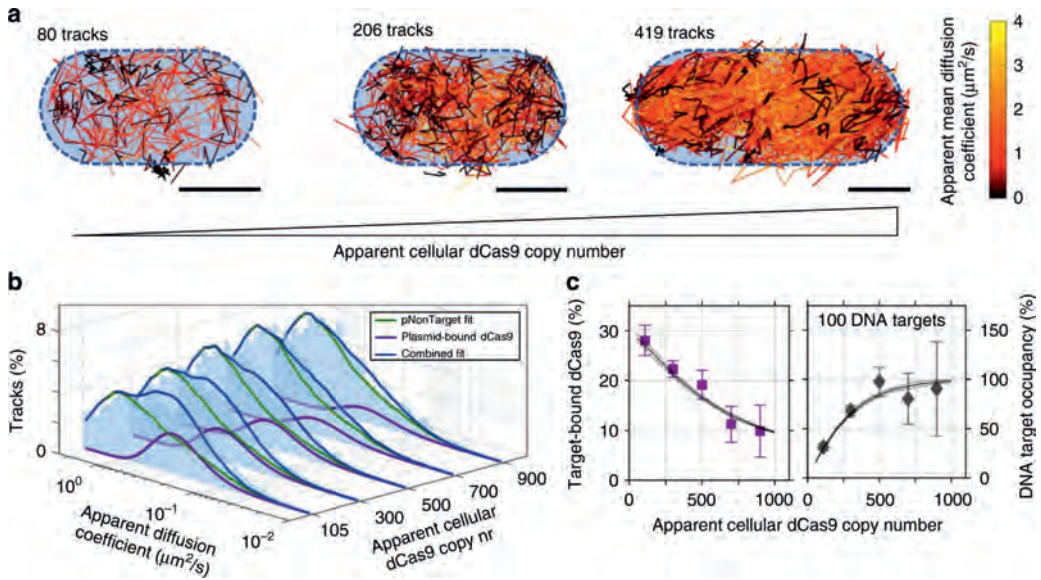 a
80 tracks
206 tracks
419 tracks
4
3
2
1
0
Apparent mean diffusion
coefficient (μm²/s)
Apparent cellular dCas9 copy number
b
8
4
0
Tracks (%)
pNonTarget fit
Plasmid-bound dCas9
Combined fit
10⁰
10⁻¹
10⁻²
Apparent diffusion
coefficient (μm²/s)
105
300
500
700
900
Apparent cellular
dCas9 copy nr
c
Target-bound dCas9 (%)
30
20
10
0
0
500
1000
100 DNA targets
150
100
50
0
0
500
1000
DNA target occupancy (%)
Apparent cellular dCas9 copy number